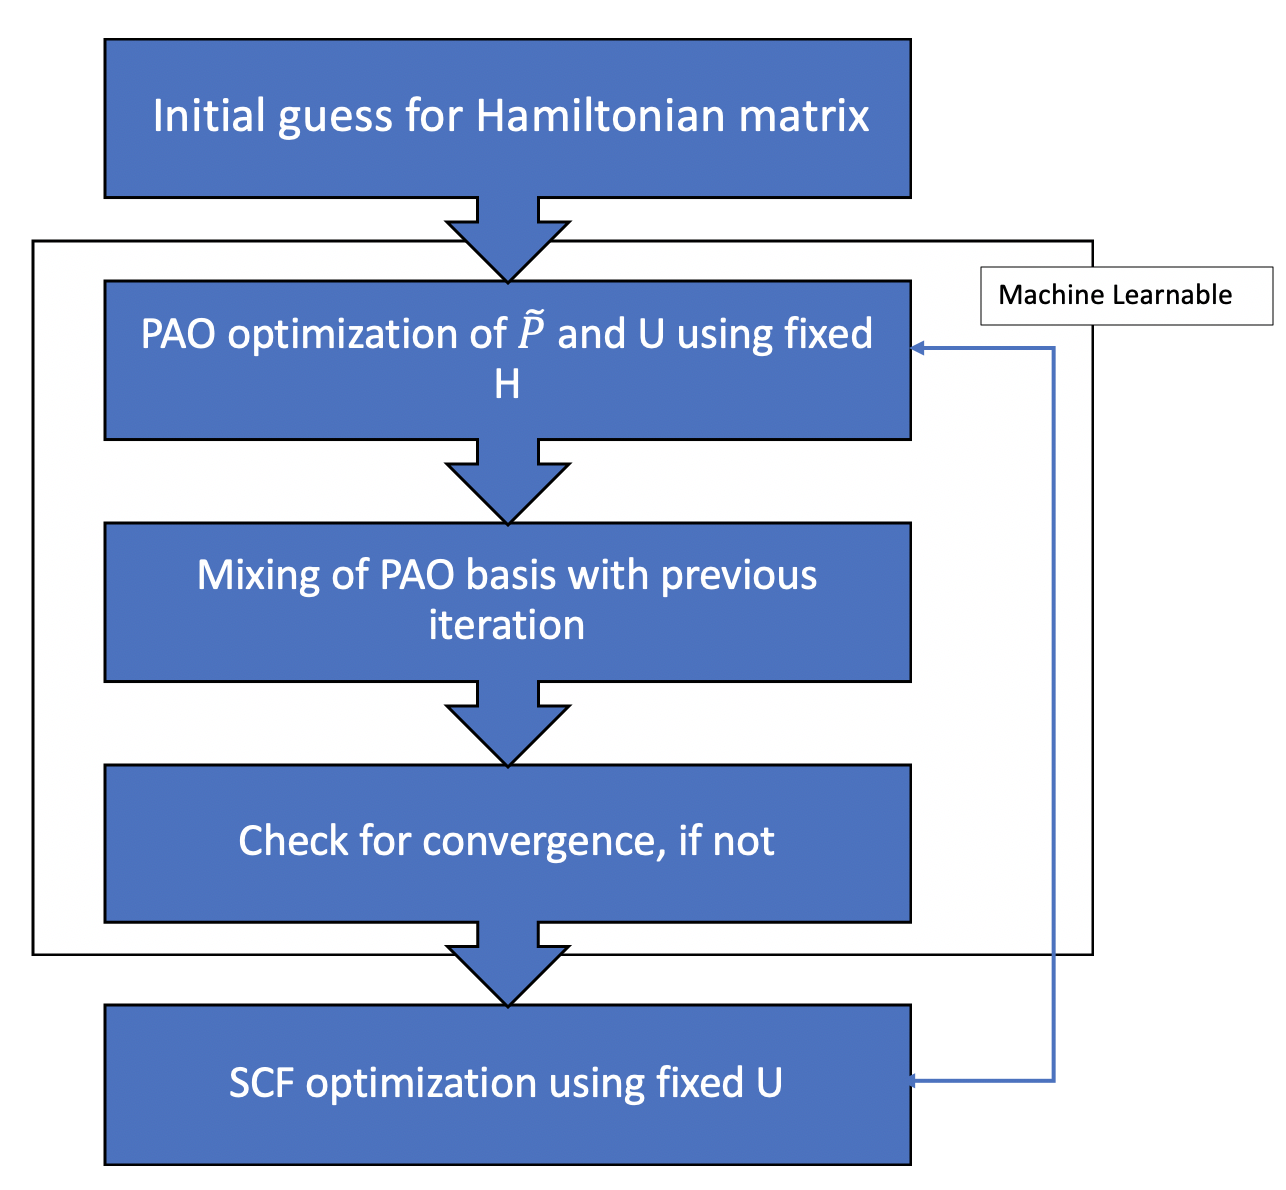 Initial guess for Hamiltonian matrix
Machine Learnable
PAO optimization of P̃ and U using fixed
H
Mixing of PAO basis with previous
iteration
Check for convergence, if not
SCF optimization using fixed U